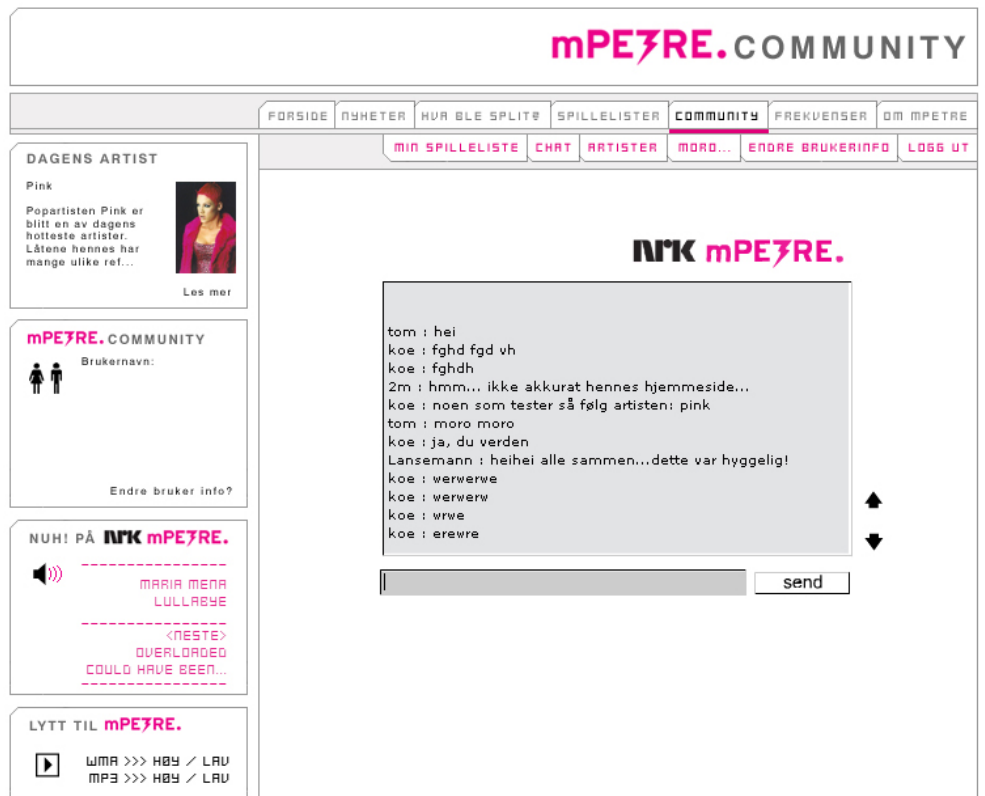 mPE3RE.COMMUNITY
FORSIDE NYHETER HVA BLE SPILT? SPILLELISTER COMMUNITY FREKVENSER OM MPETRE
MIN SPILLELISTE CHAT ARTISTER MORO... ENDRE BRUKERINFO LOGG UT
DAGENS ARTIST
Pink
Popartisten Pink er
blitt en av dagens
hotteste artister.
Låtene hennes har
mange ulike ref...
Les mer
mPE3RE.COMMUNITY
Brukernavn:
Endre bruker info?
NUH! PÅ NRK mPE3RE.
MARIA MENA
LULLABYE
<NESTE>
OVERLOADED
COULD HAVE BEEN...
LYTT TIL mPE3RE.
WMA >>> HØY / LAV
MP3 >>> HØY / LAV
NRK mPE3RE.
tom : hei
koe : fghd fgd vh
koe : fghdh
2m : hmm... ikke akkurat hennes hjemmeside...
koe : noen som tester så følg artisten: pink
tom : moro moro
koe : ja, du verden
Lansemann : heihei alle sammen...dette var hyggelig!
koe : werwerwe
koe : werwerw
koe : wrwe
koe : erewre
send